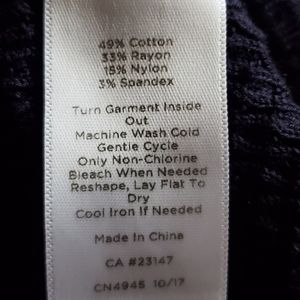 49% Cotton
33% Rayon
15% Nylon
3% Spandex
Turn Garment Inside
Out
Machine Wash Cold
Gentle Cycle
Only Non-Chlorine
Bleach When Needed
Reshape, Lay Flat To
Dry
Cool Iron If Needed
Made In China
CA #23147
CN4945 10/17